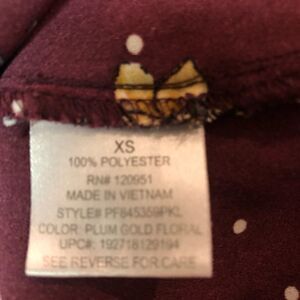 XS
100% POLYESTER
RN# 120951
MADE IN VIETNAM
STYLE# PF845359PKL
COLOR: PLUM GOLD FLORAL
UPC#: 192718129194
SEE REVERSE FOR CARE